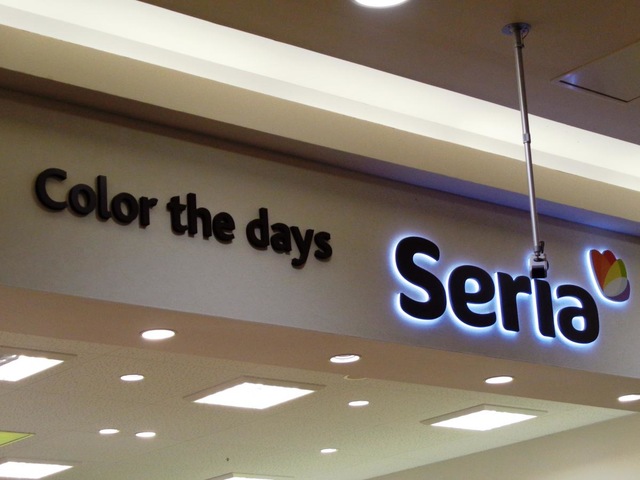 Color the days
Seria